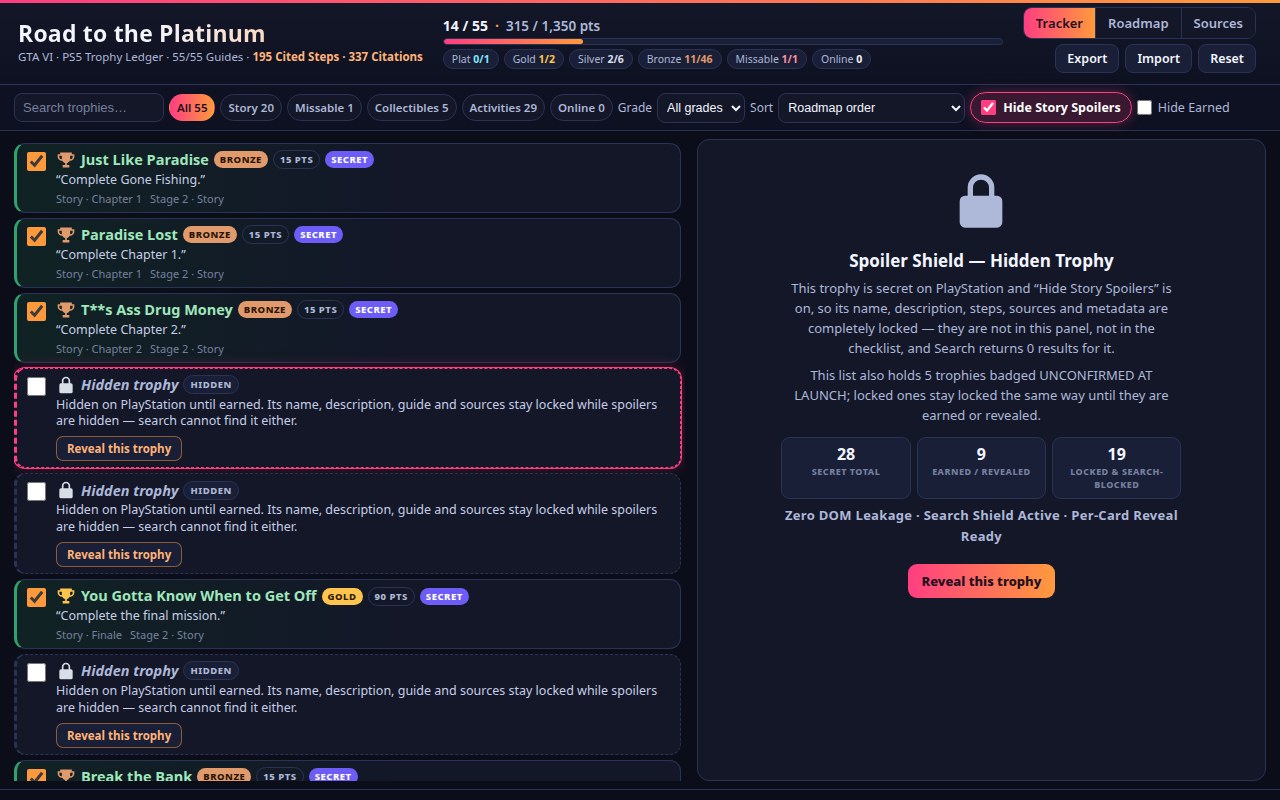 Road to the Platinum
GTA VI · PS5 Trophy Ledger · 55/55 Guides · 195 Cited Steps · 337 Citations
14 / 55 · 315 / 1,350 pts
Plat 0/1 Gold 1/2 Silver 2/6 Bronze 11/46 Missable 1/1 Online 0
Tracker Roadmap Sources
Export Import Reset
Search trophies… All 55 Story 20 Missable 1 Collectibles 5 Activities 29 Online 0 Grade All grades Sort Roadmap order Hide Story Spoilers Hide Earned
Just Like Paradise BRONZE 15 PTS SECRET
“Complete Gone Fishing.”
Story · Chapter 1 Stage 2 · Story
Paradise Lost BRONZE 15 PTS SECRET
“Complete Chapter 1.”
Story · Chapter 1 Stage 2 · Story
T**s Ass Drug Money BRONZE 15 PTS SECRET
“Complete Chapter 2.”
Story · Chapter 2 Stage 2 · Story
Hidden trophy HIDDEN
Hidden on PlayStation until earned. Its name, description, guide and sources stay locked while spoilers
are hidden — search cannot find it either.
Reveal this trophy
Hidden trophy HIDDEN
Hidden on PlayStation until earned. Its name, description, guide and sources stay locked while spoilers
are hidden — search cannot find it either.
Reveal this trophy
You Gotta Know When to Get Off GOLD 90 PTS SECRET
“Complete the final mission.”
Story · Finale Stage 2 · Story
Hidden trophy HIDDEN
Hidden on PlayStation until earned. Its name, description, guide and sources stay locked while spoilers
are hidden — search cannot find it either.
Reveal this trophy
Break the Bank BRONZE 15 PTS SECRET
Spoiler Shield — Hidden Trophy
This trophy is secret on PlayStation and “Hide Story Spoilers” is
on, so its name, description, steps, sources and metadata are
completely locked — they are not in this panel, not in the
checklist, and Search returns 0 results for it.
This list also holds 5 trophies badged UNCONFIRMED AT
LAUNCH; locked ones stay locked the same way until they are
earned or revealed.
28 9 19
SECRET TOTAL EARNED / REVEALED LOCKED & SEARCH-
BLOCKED
Zero DOM Leakage · Search Shield Active · Per-Card Reveal
Ready
Reveal this trophy